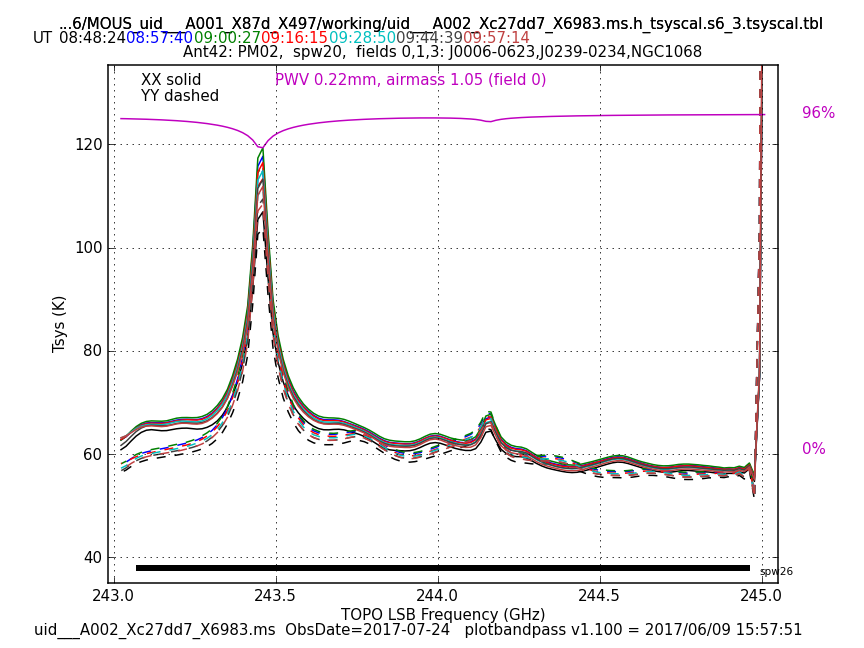 ...6/MOUS_uid___A001_X87d_X497/working/uid___A002_Xc27dd7_X6983.ms.h_tsyscal.s6_3.tsyscal.tbl
UT 08:48:24 08:57:40 09:00:27 09:16:15 09:28:50 09:44:39 09:57:14
Ant42: PM02, spw20, fields 0,1,3: J0006-0623,J0239-0234,NGC1068
XX solid PWV 0.22mm, airmass 1.05 (field 0)
YY dashed
96%
120
100
Tsys (K)
80
60
0%
40
spw26
243.0 243.5 244.0 244.5 245.0
TOPO LSB Frequency (GHz)
uid___A002_Xc27dd7_X6983.ms ObsDate=2017-07-24 plotbandpass v1.100 = 2017/06/09 15:57:51